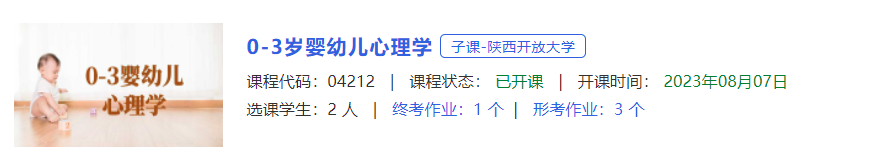 0-3婴幼儿
心理学
0-3岁婴幼儿心理学 子课-陕西开放大学
课程代码：04212 | 课程状态： 已开课 | 开课时间： 2023年08月07日
选课学生：2 人 | 终考作业：1 个 | 形考作业：3 个